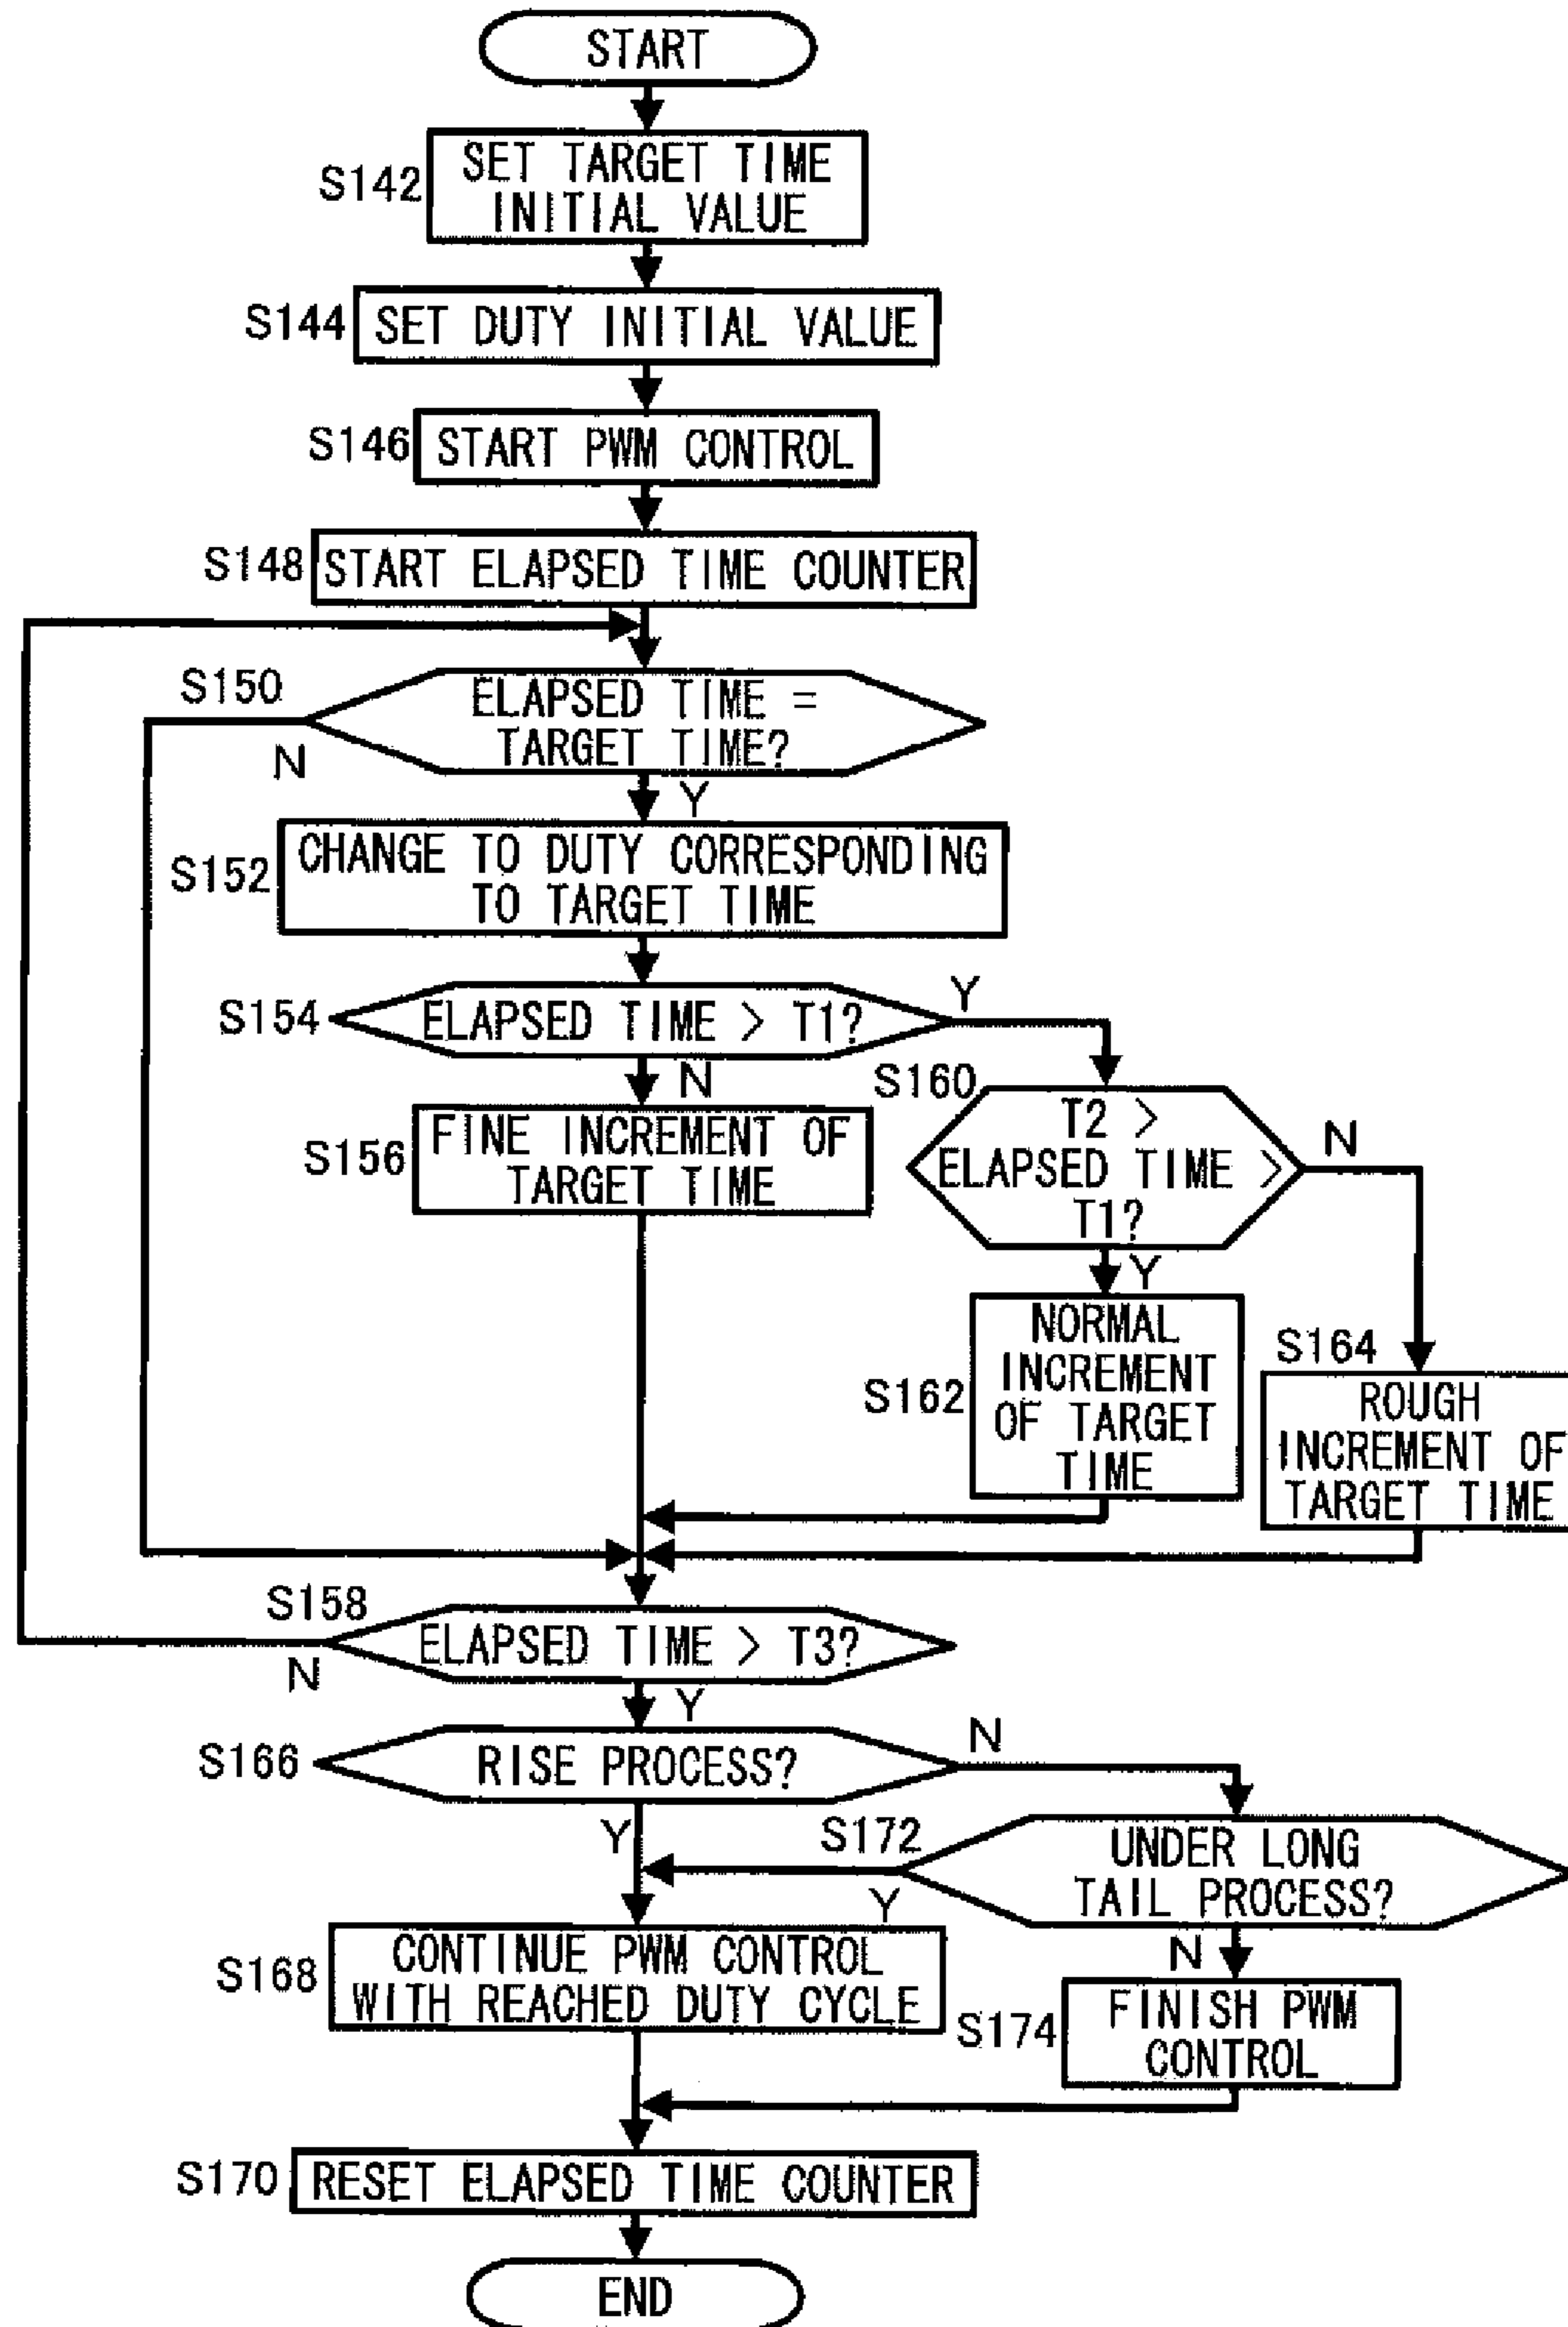 START
S142
SET TARGET TIME
INITIAL VALUE
S144
SET DUTY INITIAL VALUE
S146
START PWM CONTROL
S148
START ELAPSED TIME COUNTER
S150
ELAPSED TIME =
TARGET TIME?
N
Y
S152
CHANGE TO DUTY CORRESPONDING
TO TARGET TIME
S154
ELAPSED TIME > T1?
Y
N
S160
T2 >
ELAPSED TIME >
T1?
N
Y
S156
FINE INCREMENT OF
TARGET TIME
S162
NORMAL
INCREMENT
OF TARGET
TIME
S164
ROUGH
INCREMENT OF
TARGET TIME
S158
ELAPSED TIME > T3?
N
Y
S166
RISE PROCESS?
N
Y
S172
UNDER LONG
TAIL PROCESS?
Y
N
S168
CONTINUE PWM CONTROL
WITH REACHED DUTY CYCLE
S174
FINISH PWM
CONTROL
S170
RESET ELAPSED TIME COUNTER
END